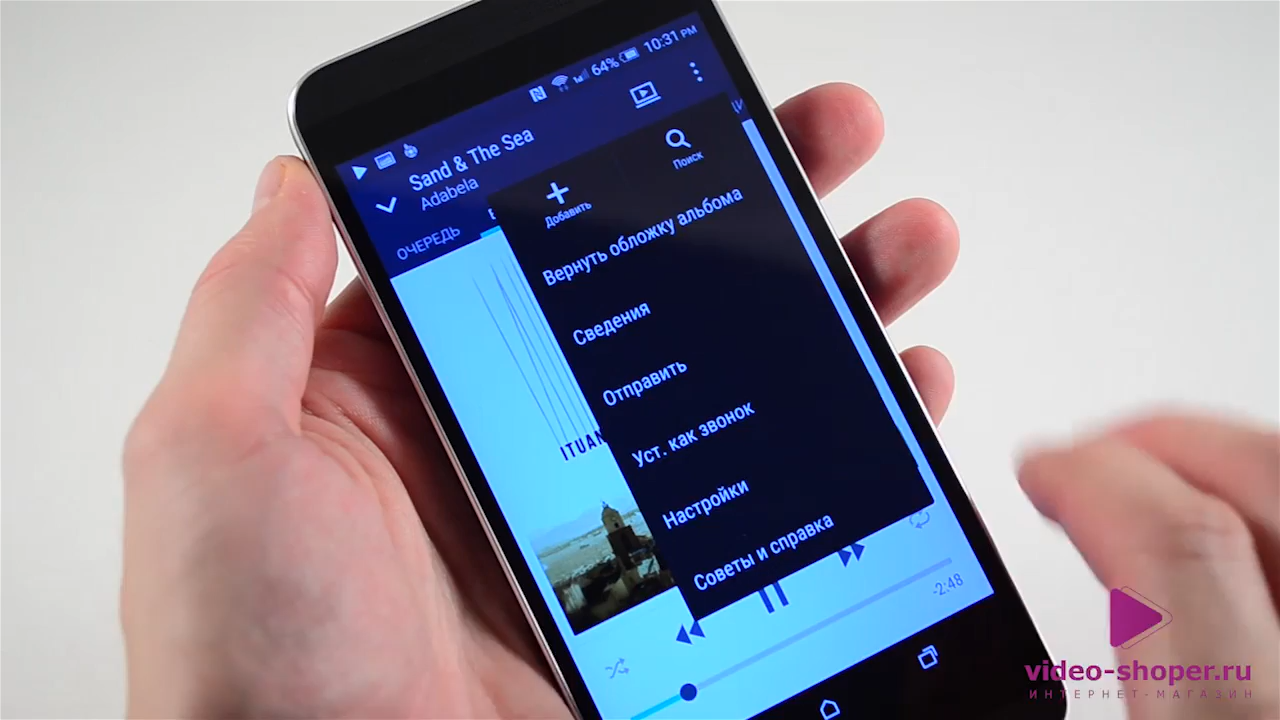 64% 10:31 PM
Sand & The Sea
Adabela
ОЧЕРЕДЬ
Поиск
Добавить
Вернуть обложку альбома
Сведения
Отправить
Уст. как звонок
Настройки
Советы и справка
-2:48
video-shoper.ru
ИНТЕРНЕТ-МАГАЗИН